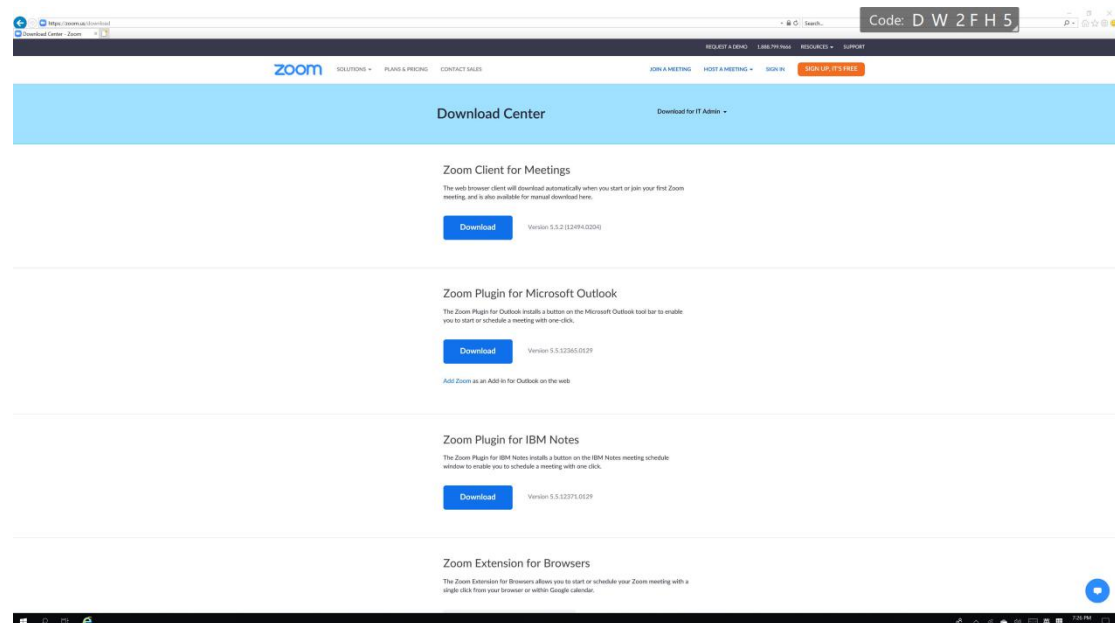 https://zoom.us/download
Search...
Code: D W 2 F H 5
Download Center - Zoom
REQUEST A DEMO 1.888.799.9666 RESOURCES SUPPORT
zoom SOLUTIONS PLANS & PRICING CONTACT SALES JOIN A MEETING HOST A MEETING SIGN IN SIGN UP, IT'S FREE
Download Center Download for IT Admin
Zoom Client for Meetings
The web browser client will download automatically when you start or join your first Zoom
meeting, and is also available for manual download here.
Download Version 5.5.2 (12494.0204)
Zoom Plugin for Microsoft Outlook
The Zoom Plugin for Outlook installs a button on the Microsoft Outlook tool bar to enable
you to start or schedule a meeting with one-click.
Download Version 5.5.12365.0129
Add Zoom as an Add-in for Outlook on the web
Zoom Plugin for IBM Notes
The Zoom Plugin for IBM Notes installs a button on the IBM Notes meeting schedule
window to enable you to schedule a meeting with one click.
Download Version 5.5.12371.0129
Zoom Extension for Browsers
The Zoom Extension for Browsers allows you to start or schedule your Zoom meeting with a
single click from your browser or within Google calendar.
7:26 PM